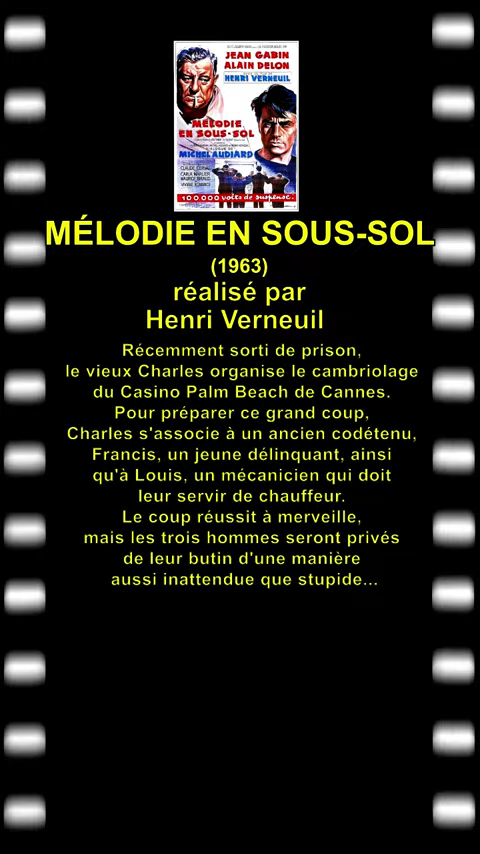 JEAN GABIN
ALAIN DELON
HENRI VERNEUIL
MÉLODIE
EN SOUS-SOL
MICHEL AUDIARD
100000 volts de suspense.
MÉLODIE EN SOUS-SOL
(1963)
réalisé par
Henri Verneuil
Récemment sorti de prison,
le vieux Charles organise le cambriolage
du Casino Palm Beach de Cannes.
Pour préparer ce grand coup,
Charles s'associe à un ancien codétenu,
Francis, un jeune délinquant, ainsi
qu'à Louis, un mécanicien qui doit
leur servir de chauffeur.
Le coup réussit à merveille,
mais les trois hommes seront privés
de leur butin d'une manière
aussi inattendue que stupide...